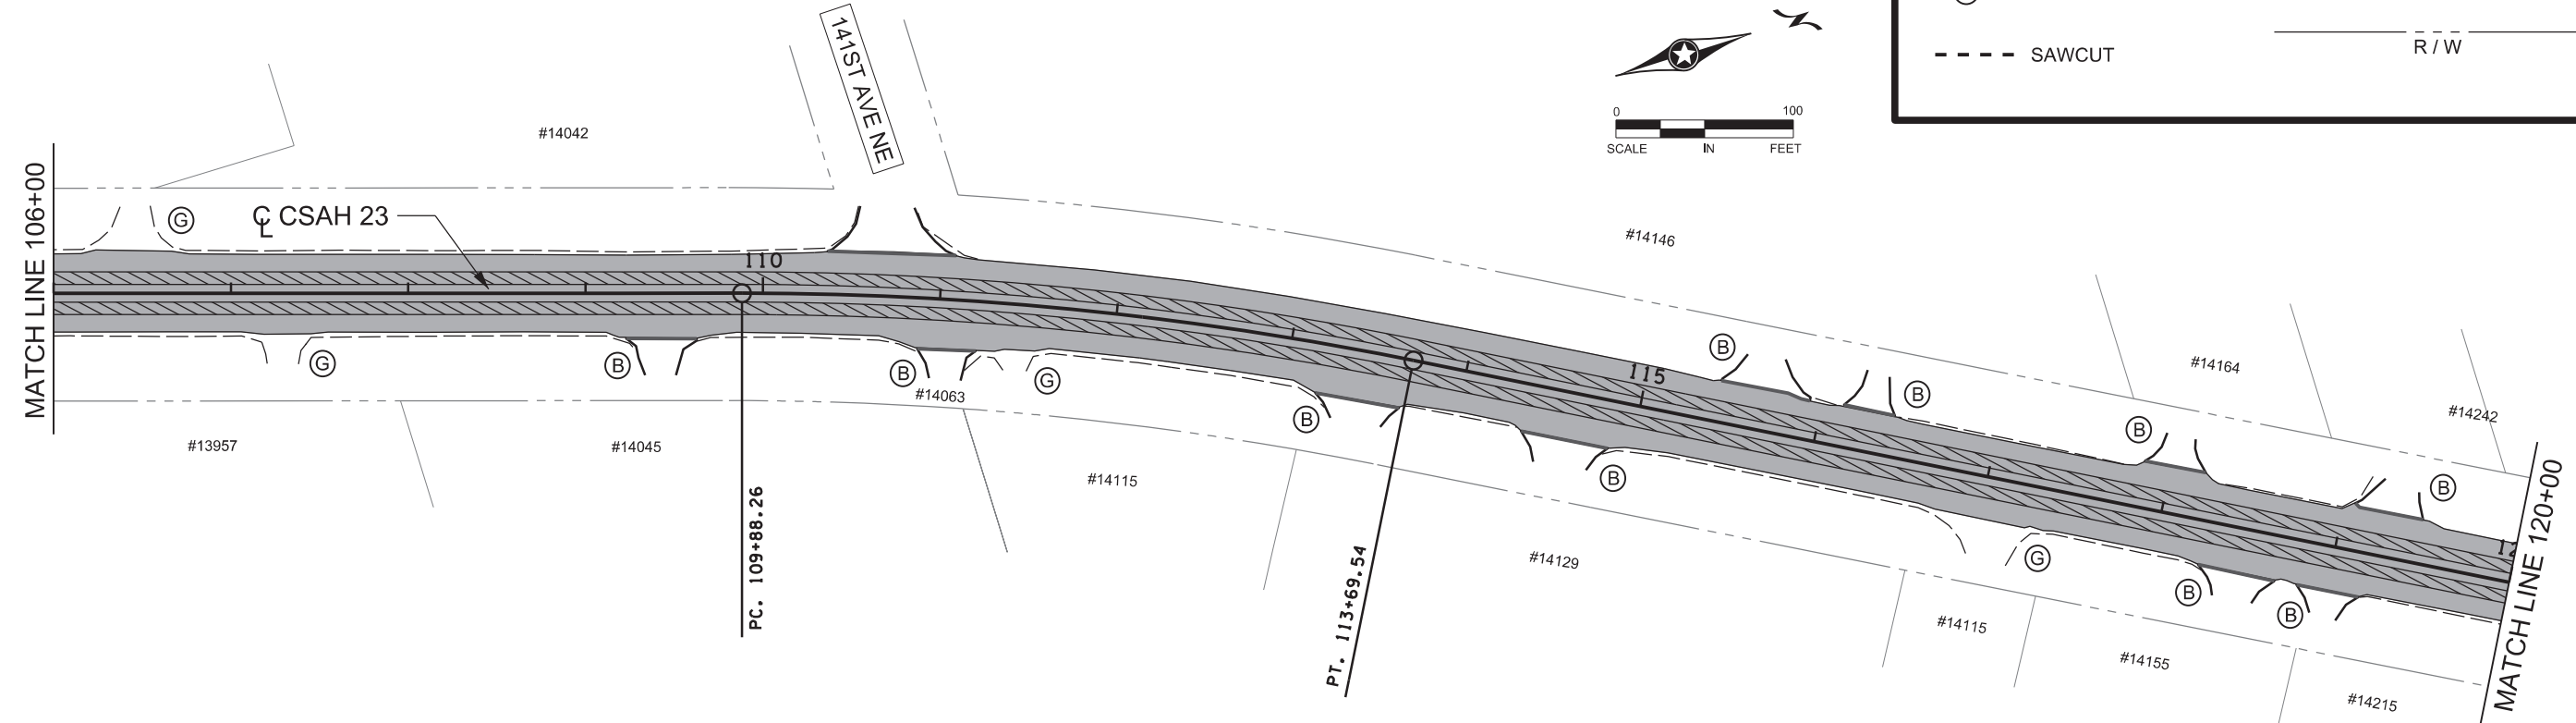 141ST AVE NE
SAWCUT
R / W
0 100
SCALE IN FEET
#14042
MATCH LINE 106+00
G
℄ CSAH 23
110
#14146
115
B
B
#14164
B
#14242
B
MATCH LINE 120+00
G
B
B
#14063
G
B
B
G
B
B
#13957
#14045
#14115
#14129
#14115
#14155
#14215
PC. 109+88.26
PT. 113+69.54